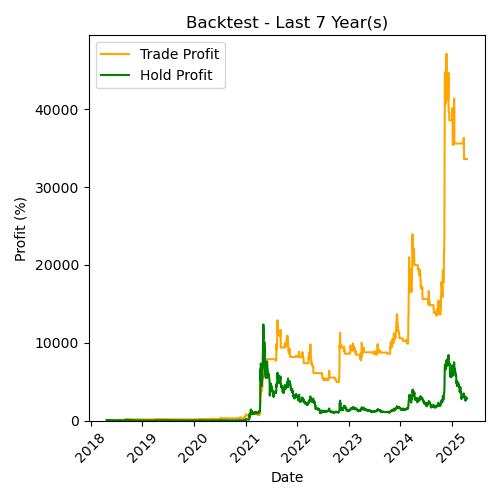 Backtest - Last 7 Year(s)
Trade Profit
Hold Profit
40000
30000
20000
10000
0
Profit (%)
2018
2019
2020
2021
2022
2023
2024
2025
Date